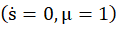 (ṡ = 0, μ = 1)